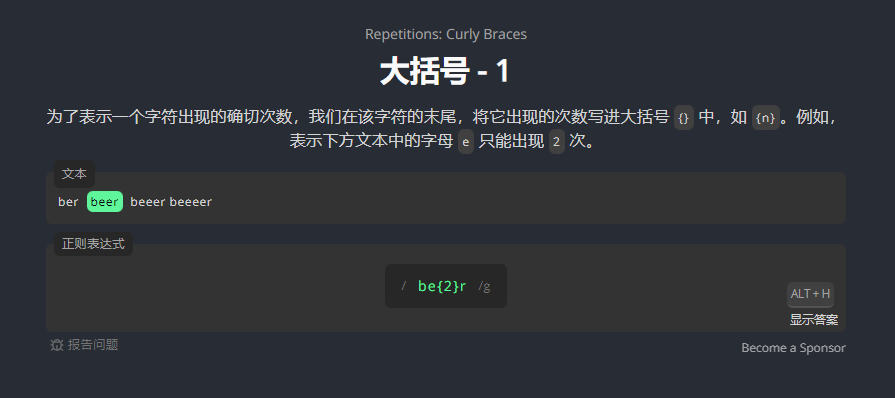 Repetitions: Curly Braces
大括号 - 1
为了表示一个字符出现的确切次数，我们在该字符的末尾，将它出现的次数写进大括号 {} 中，如 {n}。例如，
表示下方文本中的字母 e 只能出现 2 次。
文本
ber beer beeer beeeer
正则表达式
/ be{2}r /g
ALT + H
显示答案
报告问题
Become a Sponsor